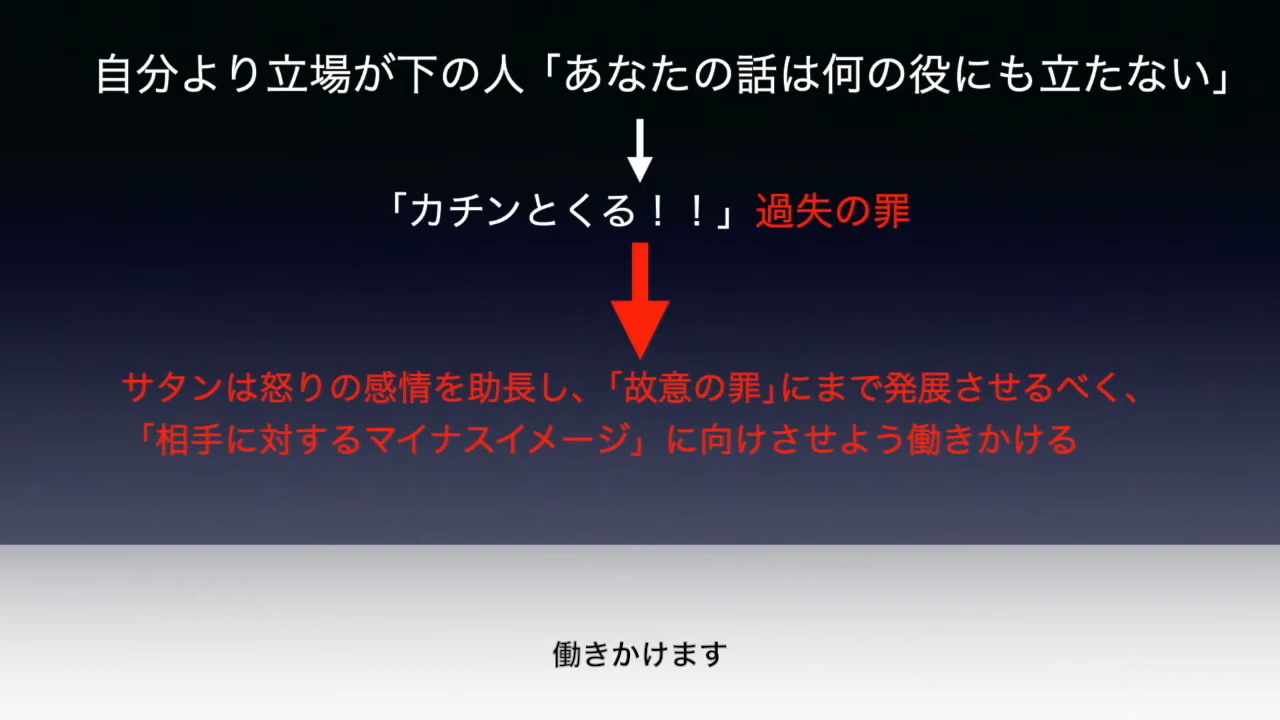 自分より立場が下の人「あなたの話は何の役にも立たない」
「カチンとくる！！」過失の罪
サタンは怒りの感情を助長し、「故意の罪」にまで発展させるべく、
「相手に対するマイナスイメージ」に向けさせよう働きかける
働きかけます